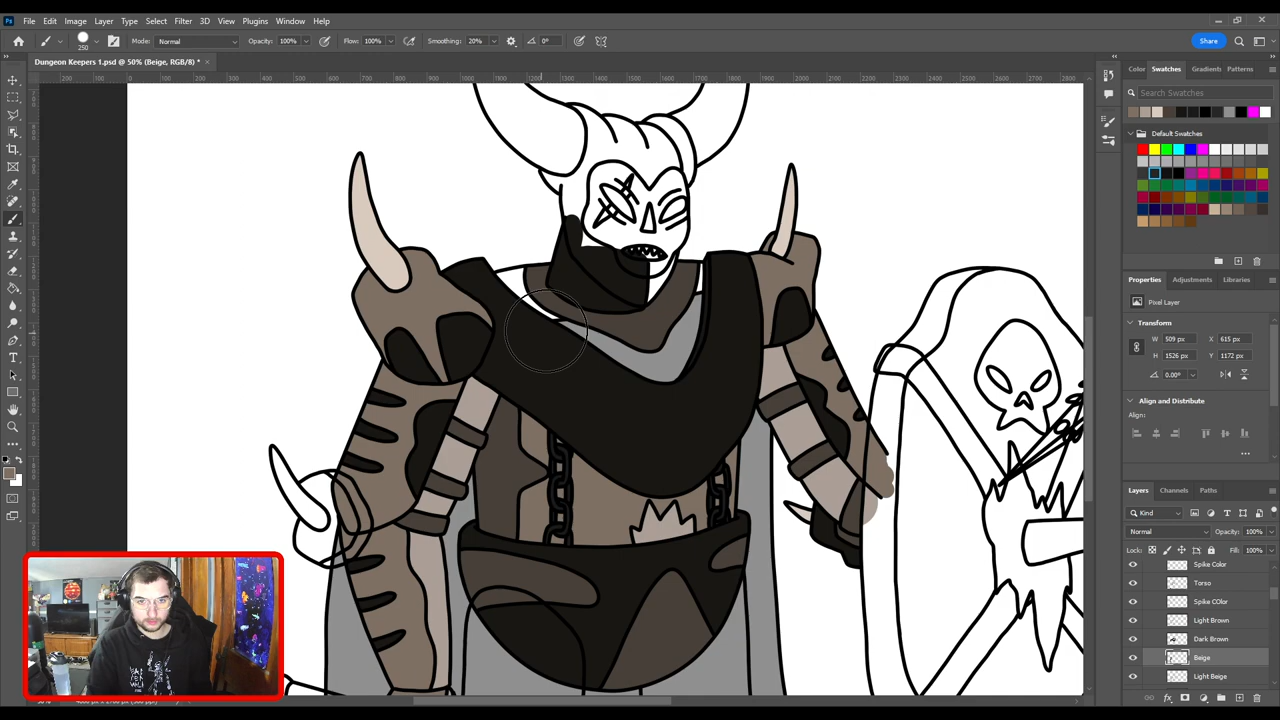 Ps File Edit Image Layer Type Select Filter 3D View Plugins Window Help
250 Mode: Normal Opacity: 100% Flow: 100% Smoothing: 20% 0° Share
Dungeon Keepers 1.psd @ 50% (Beige, RGB/8) *
Color Swatches Gradients Patterns
Search Swatches
Default Swatches
Properties Adjustments Libraries
Pixel Layer
Transform
W 509 px X 615 px
H 1526 px Y 1172 px
0.00°
Align and Distribute
Align:
Layers Channels Paths
Kind
Normal Opacity: 100%
Lock: Fill: 100%
Spike Color
Torso
Spike COlor
Light Brown
Dark Brown
Beige
Light Beige